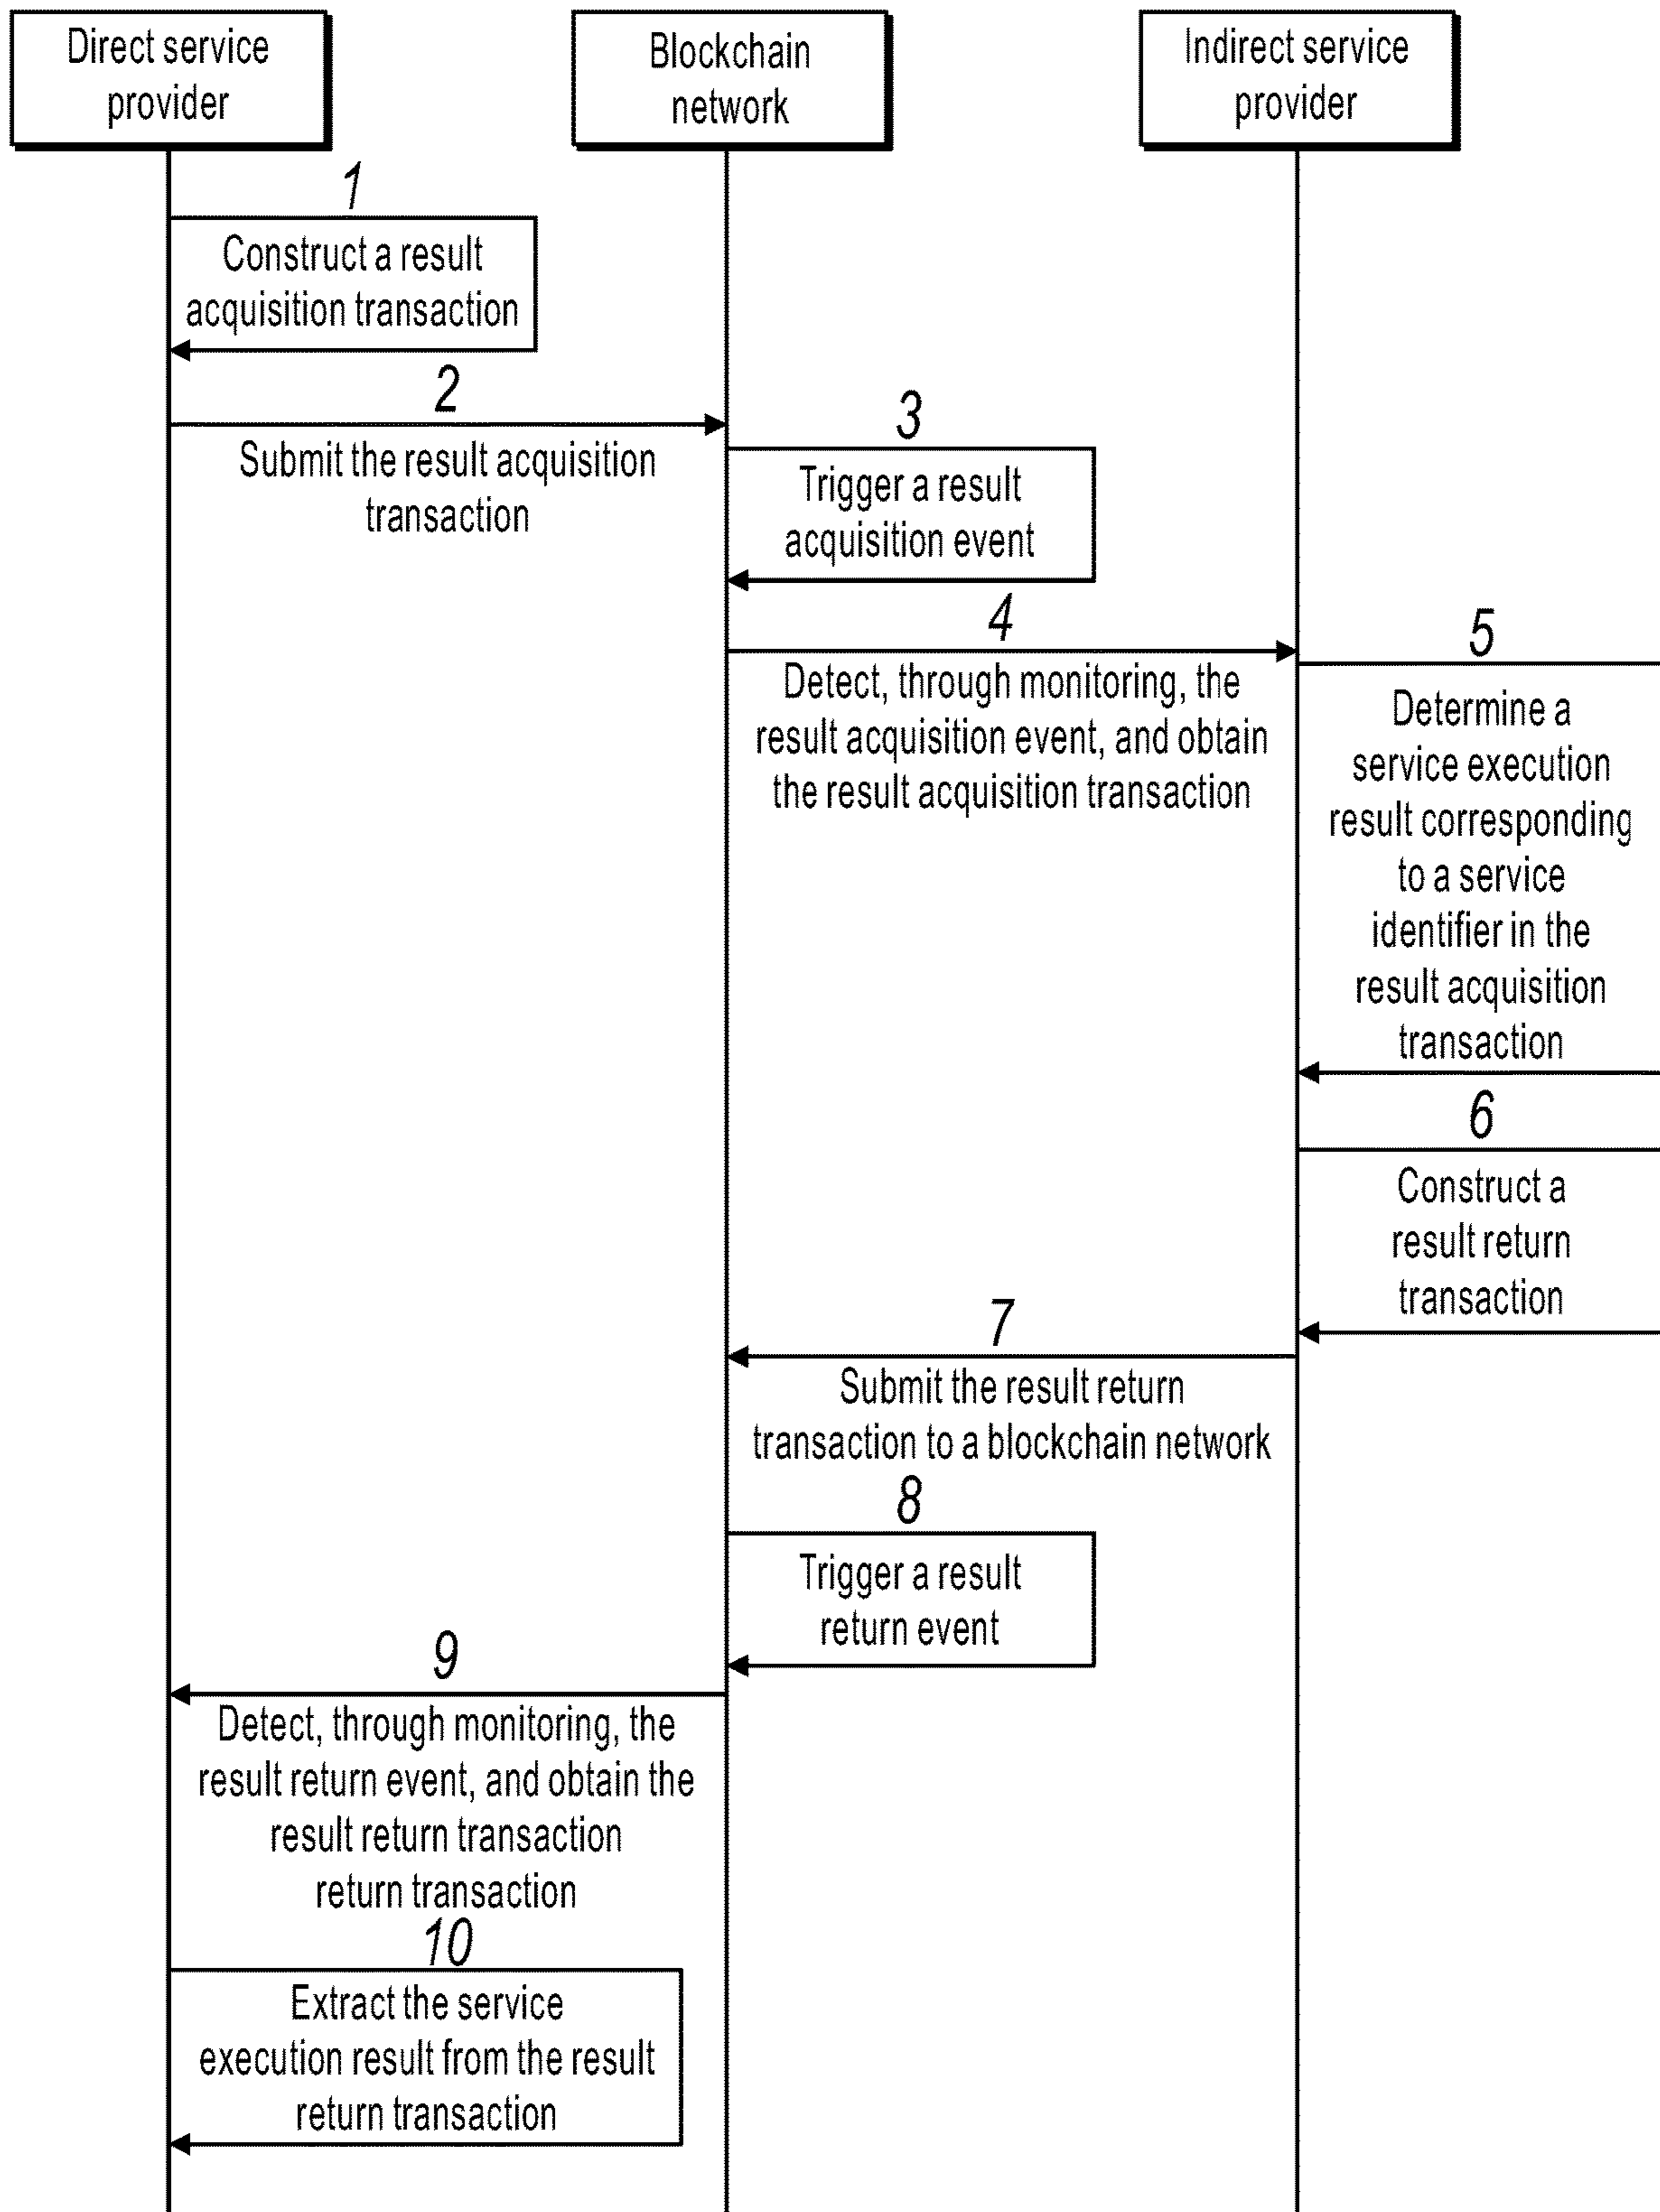 Direct service
provider
Blockchain
network
Indirect service
provider
1
Construct a result
acquisition transaction
2
Submit the result acquisition
transaction
3
Trigger a result
acquisition event
4
Detect, through monitoring, the
result acquisition event, and obtain
the result acquisition transaction
5
Determine a
service execution
result corresponding
to a service
identifier in the
result acquisition
transaction
6
Construct a
result return
transaction
7
Submit the result return
transaction to a blockchain network
8
Trigger a result
return event
9
Detect, through monitoring, the
result return event, and obtain the
result return transaction
return transaction
10
Extract the service
execution result from the result
return transaction